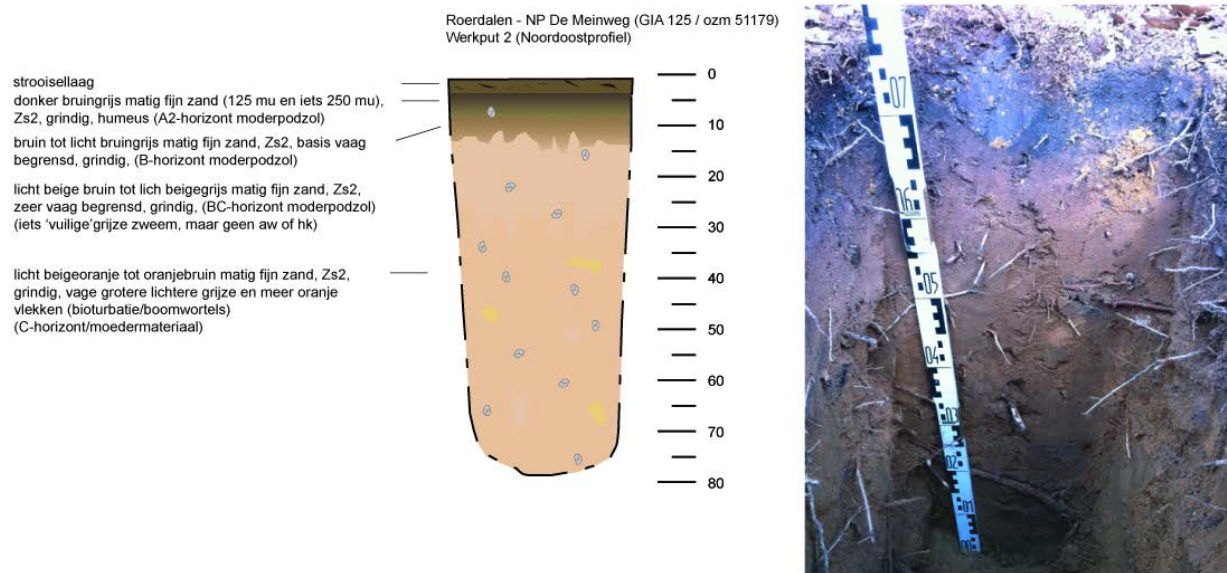 Roerdalen - NP De Meinweg (GIA 125 / ozm 51179)
Werkput 2 (Noordoostprofiel)
strooisellaag
donker bruingrijs matig fijn zand (125 mu en iets 250 mu),
Zs2, grindig, humeus (A2-horizont moderpodzol)
bruin tot licht bruingrijs matig fijn zand, Zs2, basis vaag
begrensd, grindig, (B-horizont moderpodzol)
licht beige bruin tot lich beigegrijs matig fijn zand, Zs2,
zeer vaag begrensd, grindig, (BC-horizont moderpodzol)
(iets ‘vuilige’grijze zweem, maar geen aw of hk)
licht beigeoranje tot oranjebruin matig fijn zand, Zs2,
grindig, vage grotere lichtere grijze en meer oranje
vlekken (bioturbatie/boomwortels)
(C-horizont/moedermateriaal)
0
10
20
30
40
50
60
70
80
07
06
05
04
03
02
01
00